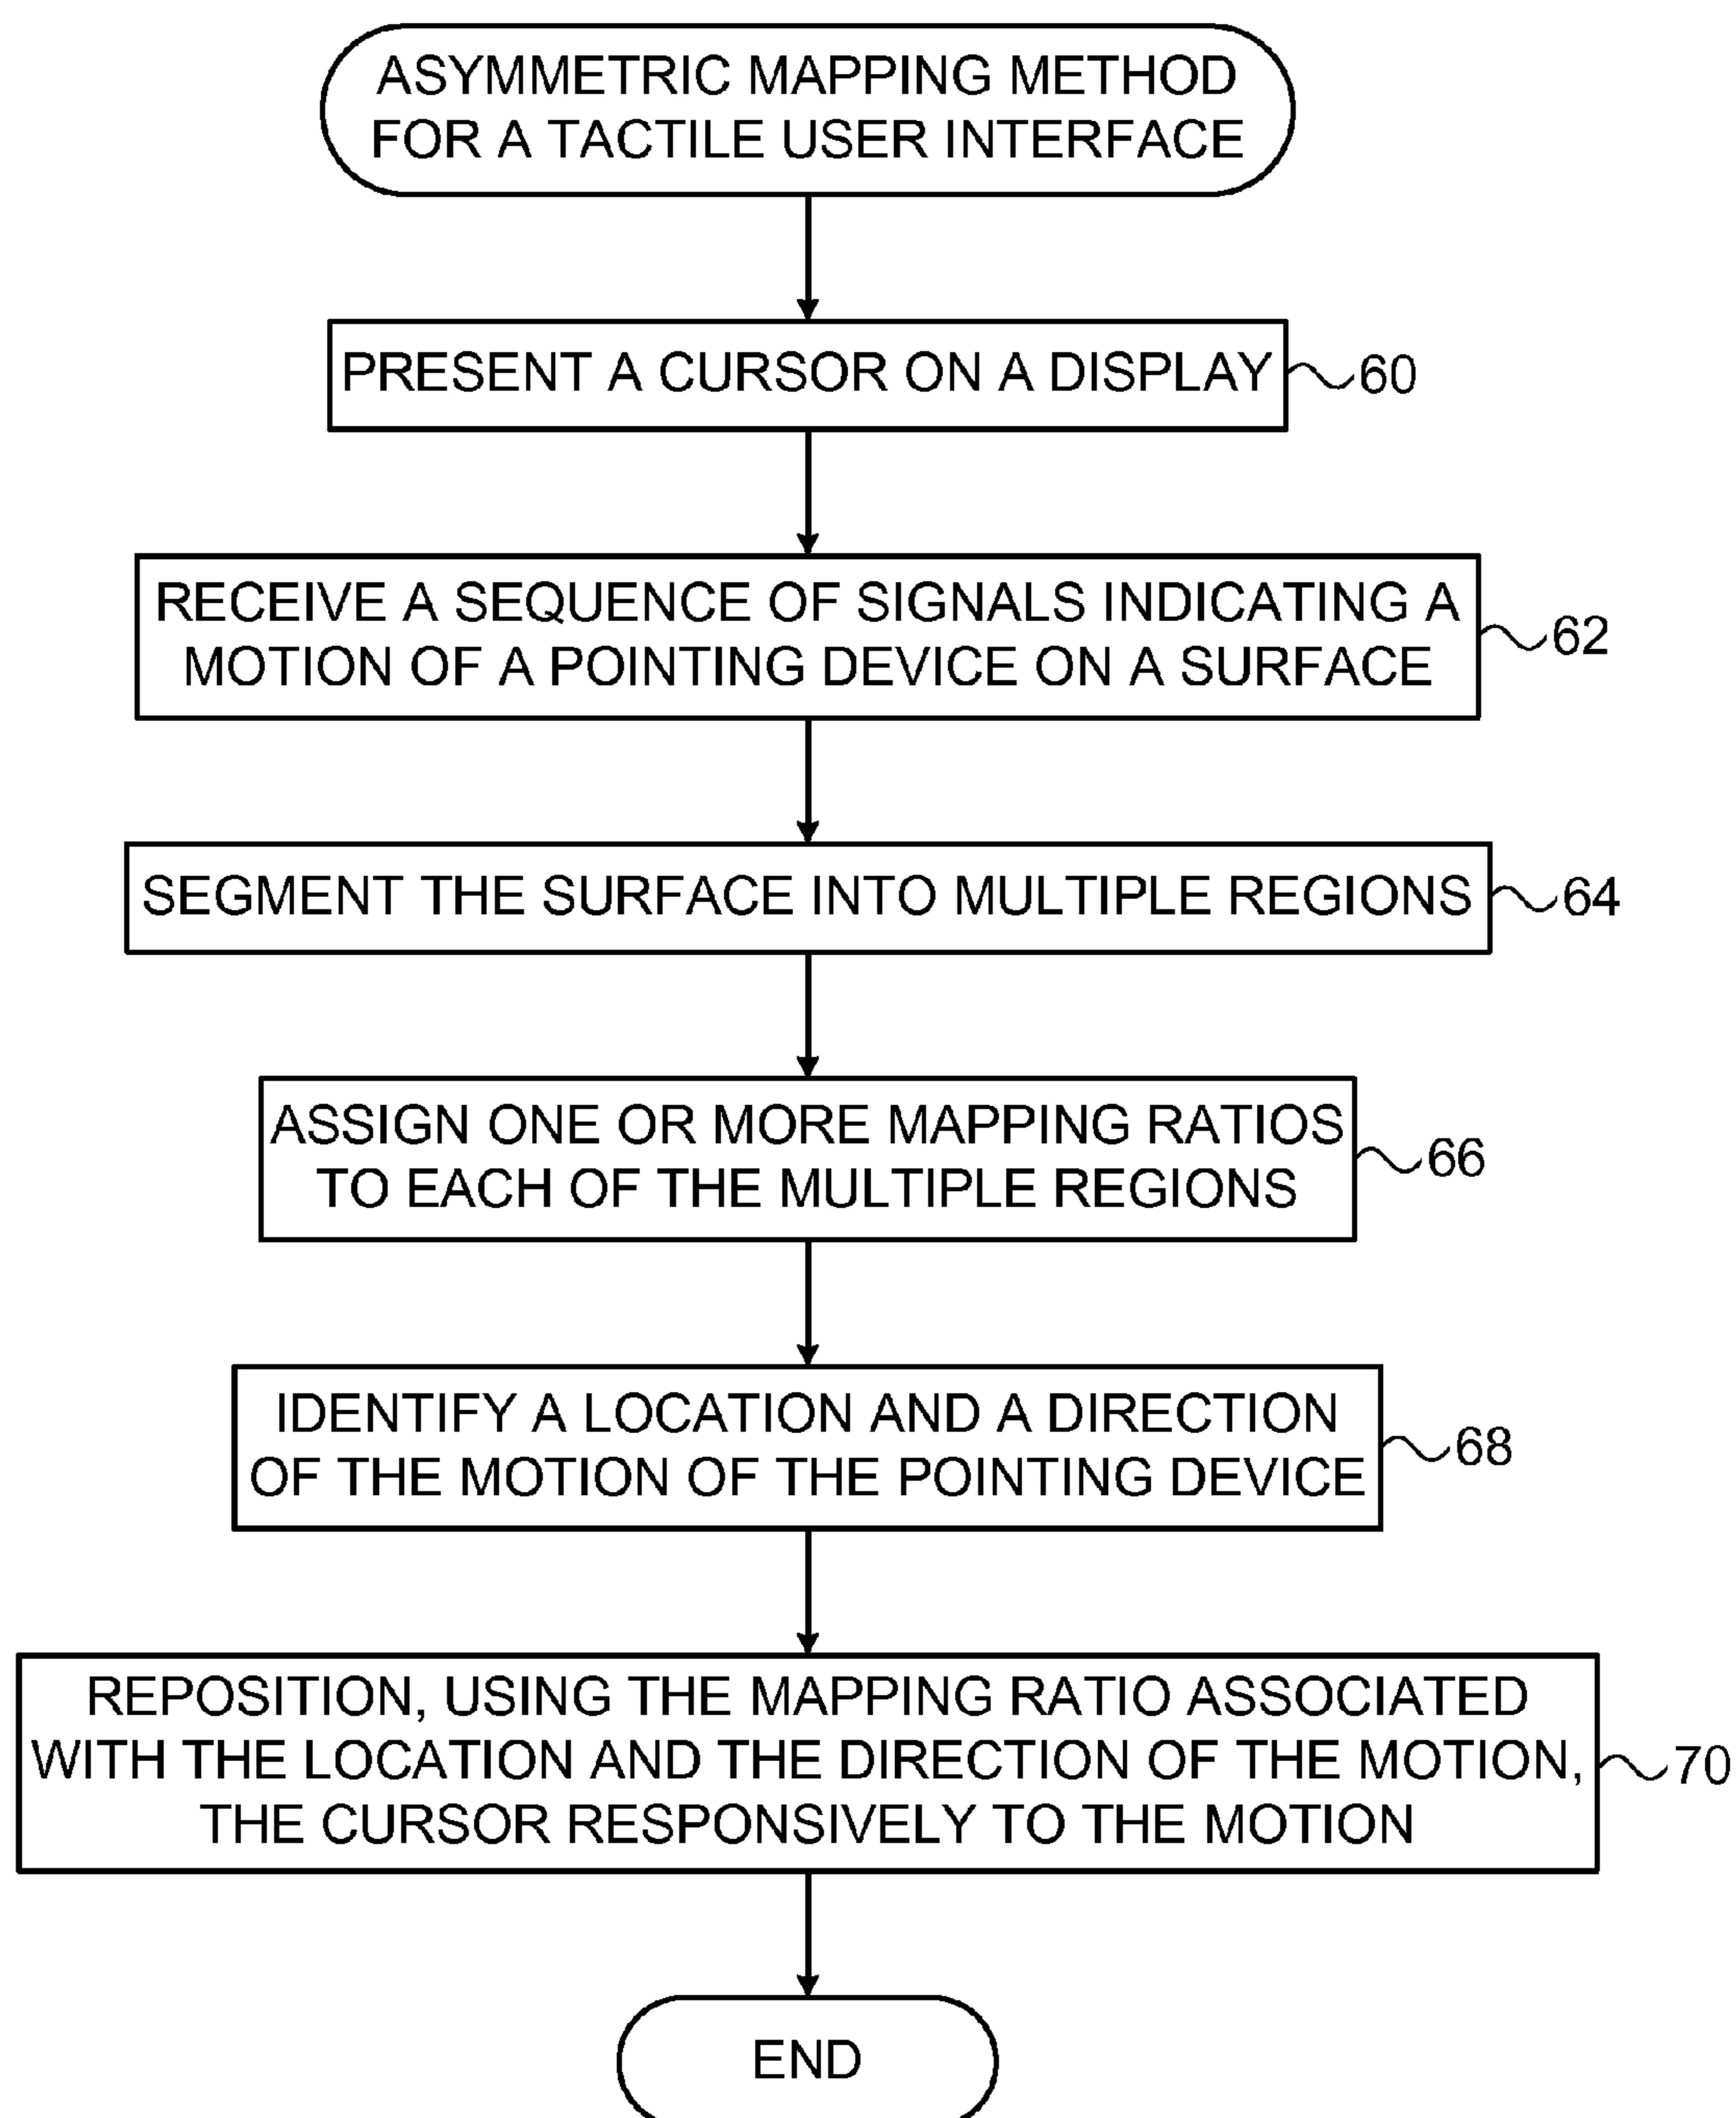 ASYMMETRIC MAPPING METHOD
FOR A TACTILE USER INTERFACE
PRESENT A CURSOR ON A DISPLAY
60
RECEIVE A SEQUENCE OF SIGNALS INDICATING A
MOTION OF A POINTING DEVICE ON A SURFACE
62
SEGMENT THE SURFACE INTO MULTIPLE REGIONS
64
ASSIGN ONE OR MORE MAPPING RATIOS
TO EACH OF THE MULTIPLE REGIONS
66
IDENTIFY A LOCATION AND A DIRECTION
OF THE MOTION OF THE POINTING DEVICE
68
REPOSITION, USING THE MAPPING RATIO ASSOCIATED
WITH THE LOCATION AND THE DIRECTION OF THE MOTION,
THE CURSOR RESPONSIVELY TO THE MOTION
70
END